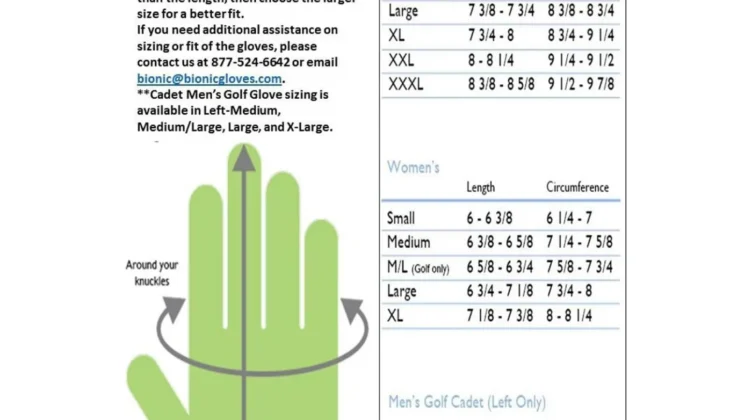 than the length, then choose the larger
size for a better fit.
If you need additional assistance on
sizing or fit of the gloves, please
contact us at 877-524-6642 or email
bionic@bionicgloves.com.
**Cadet Men's Golf Glove sizing is
available in Left-Medium,
Medium/Large, Large, and X-Large.
Around your
knuckles
Large 7 3/8 - 7 3/4 8 3/8 - 8 3/4
XL 7 3/4 - 8 8 3/4 - 9 1/4
XXL 8 - 8 1/4 9 1/4 - 9 1/2
XXXL 8 3/8 - 8 5/8 9 1/2 - 9 7/8
Women's
Length Circumference
Small 6 - 6 3/8 6 1/4 - 7
Medium 6 3/8 - 6 5/8 7 1/4 - 7 5/8
M/L (Golf only) 6 5/8 - 6 3/4 7 5/8 - 7 3/4
Large 6 3/4 - 7 1/8 7 3/4 - 8
XL 7 1/8 - 7 3/8 8 - 8 1/4
Men's Golf Cadet (Left Only)